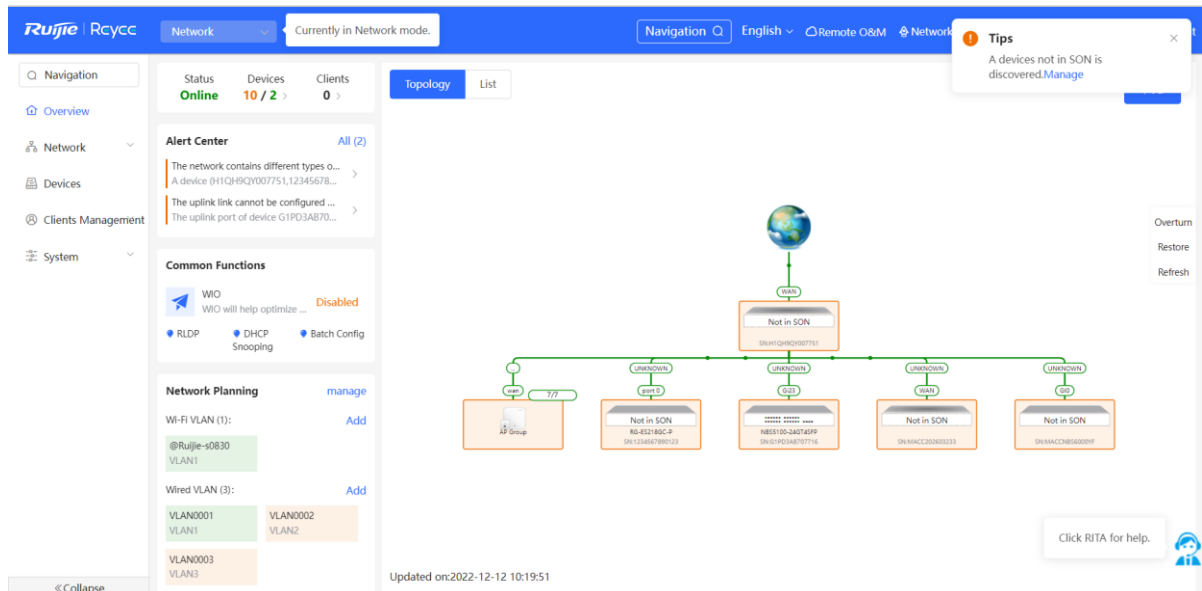 Ruijie | Rcycc
Network
Currently in Network mode.
Navigation
English
Remote O&M
Network
Tips
A devices not in SON is
discovered.Manage
Navigation
Overview
Network
Devices
Clients Management
System
«Collapse
Status
Devices
Clients
Online
10 / 2 >
0 >
Alert Center
All (2)
The network contains different types o...
A device (H1QH9QY007751,12345678...
The uplink link cannot be configured ...
The uplink port of device G1PD3AB70...
Common Functions
WIO
WIO will help optimize ...
Disabled
RLDP
DHCP
Snooping
Batch Config
Network Planning
manage
Wi-Fi VLAN (1):
Add
@Ruijie-s0830
VLAN1
Wired VLAN (3):
Add
VLAN0001
VLAN1
VLAN0002
VLAN2
VLAN0003
VLAN3
Topology
List
Overturn
Restore
Refresh
WAN
Not in SON
SN:H1QH9QY007751
...
UNKNOWN
UNKNOWN
UNKNOWN
UNKNOWN
wan
7/7
port 0
Gi23
WAN
GI0
AP Group
Not in SON
RG-ES218GC-P
SN:1234567890123
NBS5100-24GT4SFP
SN:G1PD3AB707716
Not in SON
SN:MACC202603233
Not in SON
SN:MACCNBS6000YF
Click RITA for help.
Updated on:2022-12-12 10:19:51